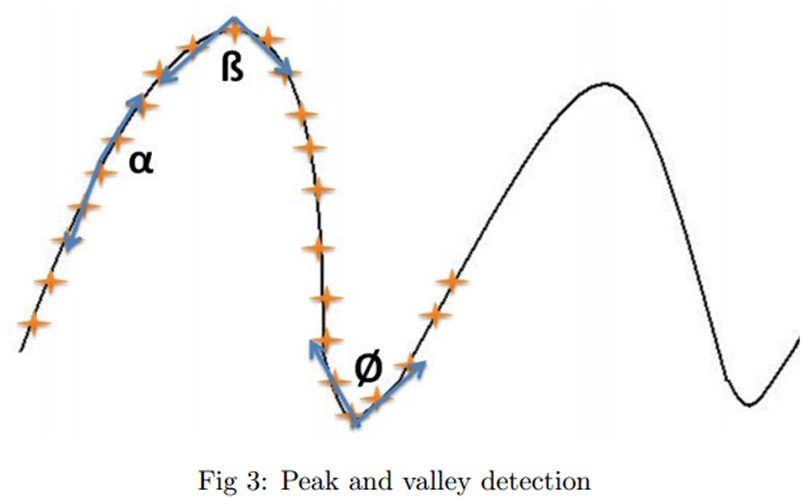 ß
α
Ø
Fig 3: Peak and valley detection